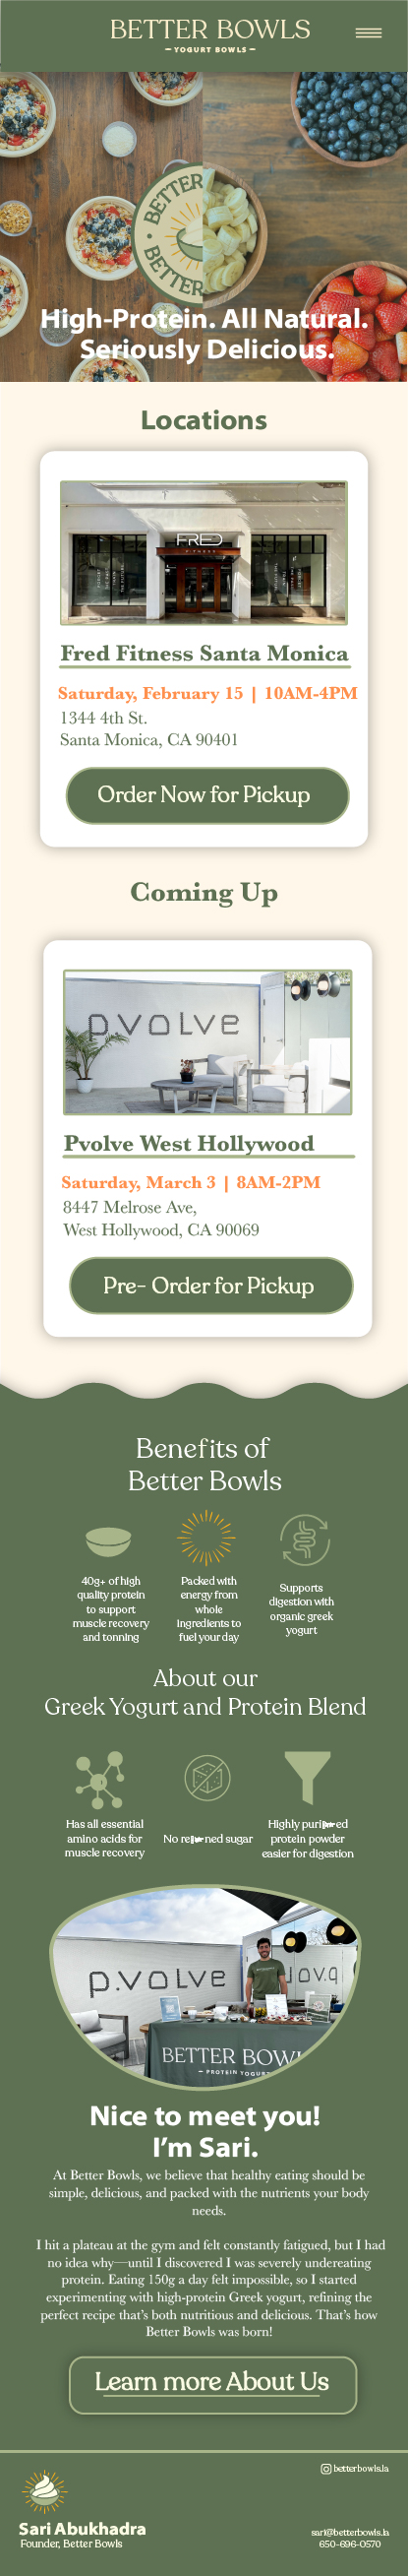 BETTER BOWLS
YOGURT BOWLS
BETTER
BETTER
High-Protein. All Natural.
Seriously Delicious.
Locations
FRED
FITNESS
Fred Fitness Santa Monica
Saturday, February 15 | 10AM-4PM
1344 4th St.
Santa Monica, CA 90401
Order Now for Pickup
Coming Up
pvolve
Pvolve West Hollywood
Saturday, March 3 | 8AM-2PM
8447 Melrose Ave,
West Hollywood, CA 90069
Pre- Order for Pickup
Benefits of
Better Bowls
40g+ of high
quality protein
to support
muscle recovery
and tonning
Packed with
energy from
whole
ingredients to
fuel your day
Supports
digestion with
organic greek
yogurt
About our
Greek Yogurt and Protein Blend
Has all essential
amino acids for
muscle recovery
No re ned sugar
Highly puri ed
protein powder
easier for digestion
p.volve
BETTER BOWL
PROTEIN YOGURT
Nice to meet you!
I'm Sari.
At Better Bowls, we believe that healthy eating should be
simple, delicious, and packed with the nutrients your body
needs.
I hit a plateau at the gym and felt constantly fatigued, but I had
no idea why—until I discovered I was severely undereating
protein. Eating 150g a day felt impossible, so I started
experimenting with high-protein Greek yogurt, refining the
perfect recipe that's both nutritious and delicious. That's how
Better Bowls was born!
Learn more About Us
betterbowls.la
Sari Abukhadra
Founder, Better Bowls
sari@betterbowls.la
650-696-0570